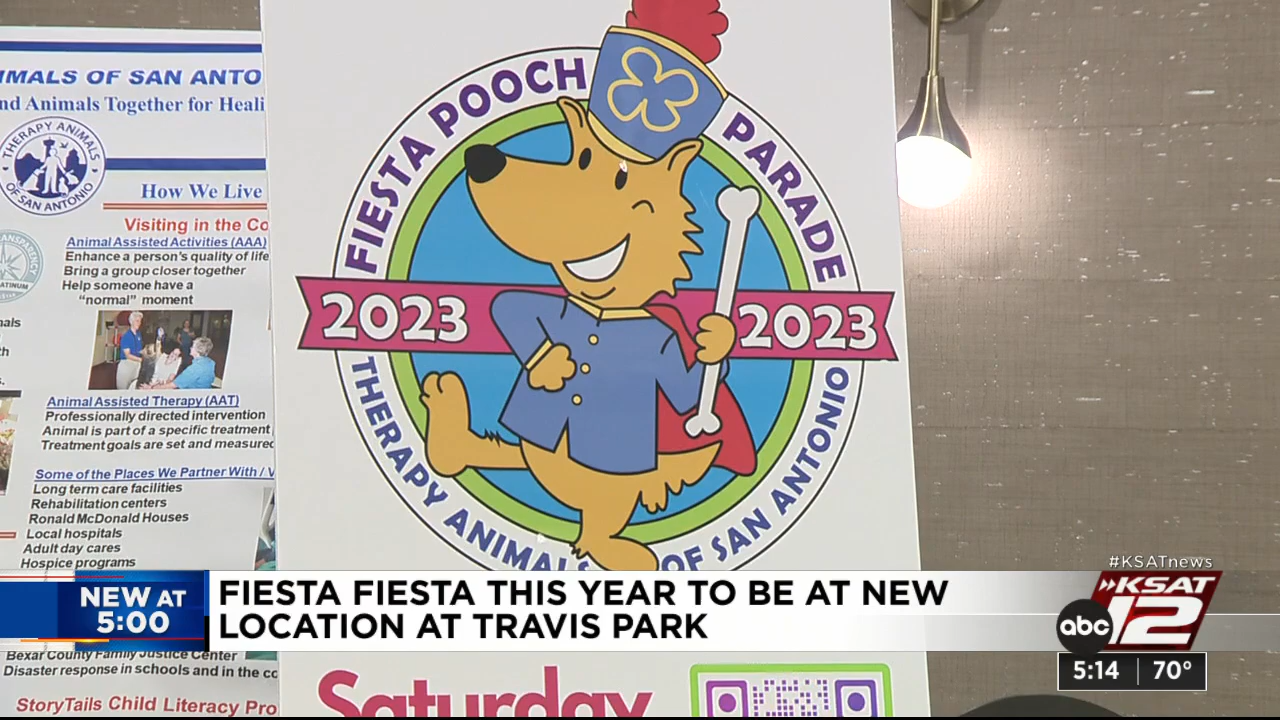 IMALS OF SAN ANTO
nd Animals Together for Heali
THERAPY ANIMALS
OF SAN ANTONIO
How We Live
Visiting in the Co
Animal Assisted Activities (AAA)
Enhance a person's quality of life
Bring a group closer together
Help someone have a
"normal" moment
Animal Assisted Therapy (AAT)
Professionally directed intervention
Animal is part of a specific treatment
Treatment goals are set and measured
Some of the Places We Partner With / V
Long term care facilities
Rehabilitation centers
Ronald McDonald Houses
Local hospitals
Adult day cares
Hospice programs
Bexar County Family Justice Center
Disaster response in schools and in the co
StoryTails Child Literacy Pro
FIESTA POOCH PARADE
2023 2023
THERAPY ANIMALS OF SAN ANTONIO
Saturday
#KSATnews
NEW AT
5:00
FIESTA FIESTA THIS YEAR TO BE AT NEW
LOCATION AT TRAVIS PARK
abc KSAT
12
5:14 70°